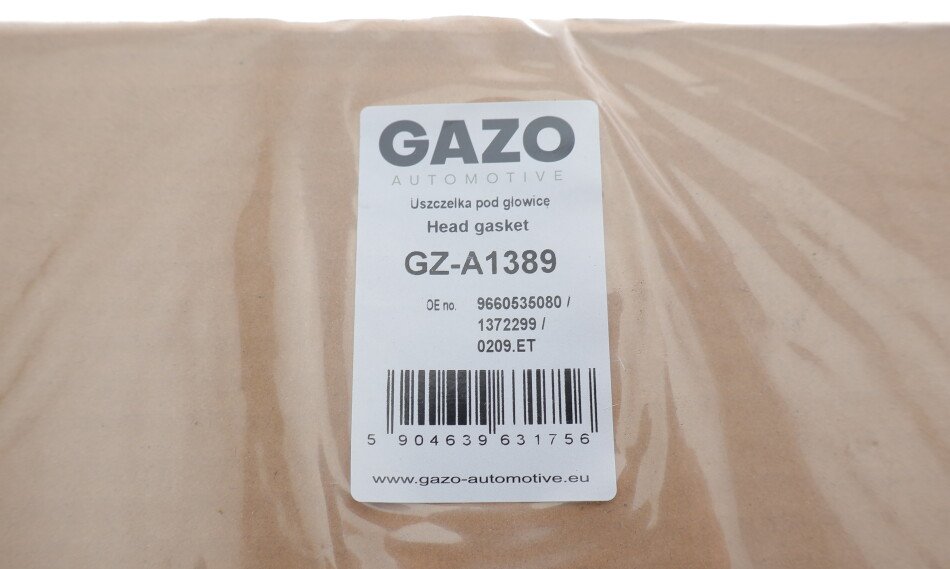 GAZO
AUTOMOTIVE
Uszczelka pod głowicę
Head gasket
GZ-A1389
OE no. 9660535080 /
1372299 /
0209.ET
5 904639 631756
www.gazo-automotive.eu